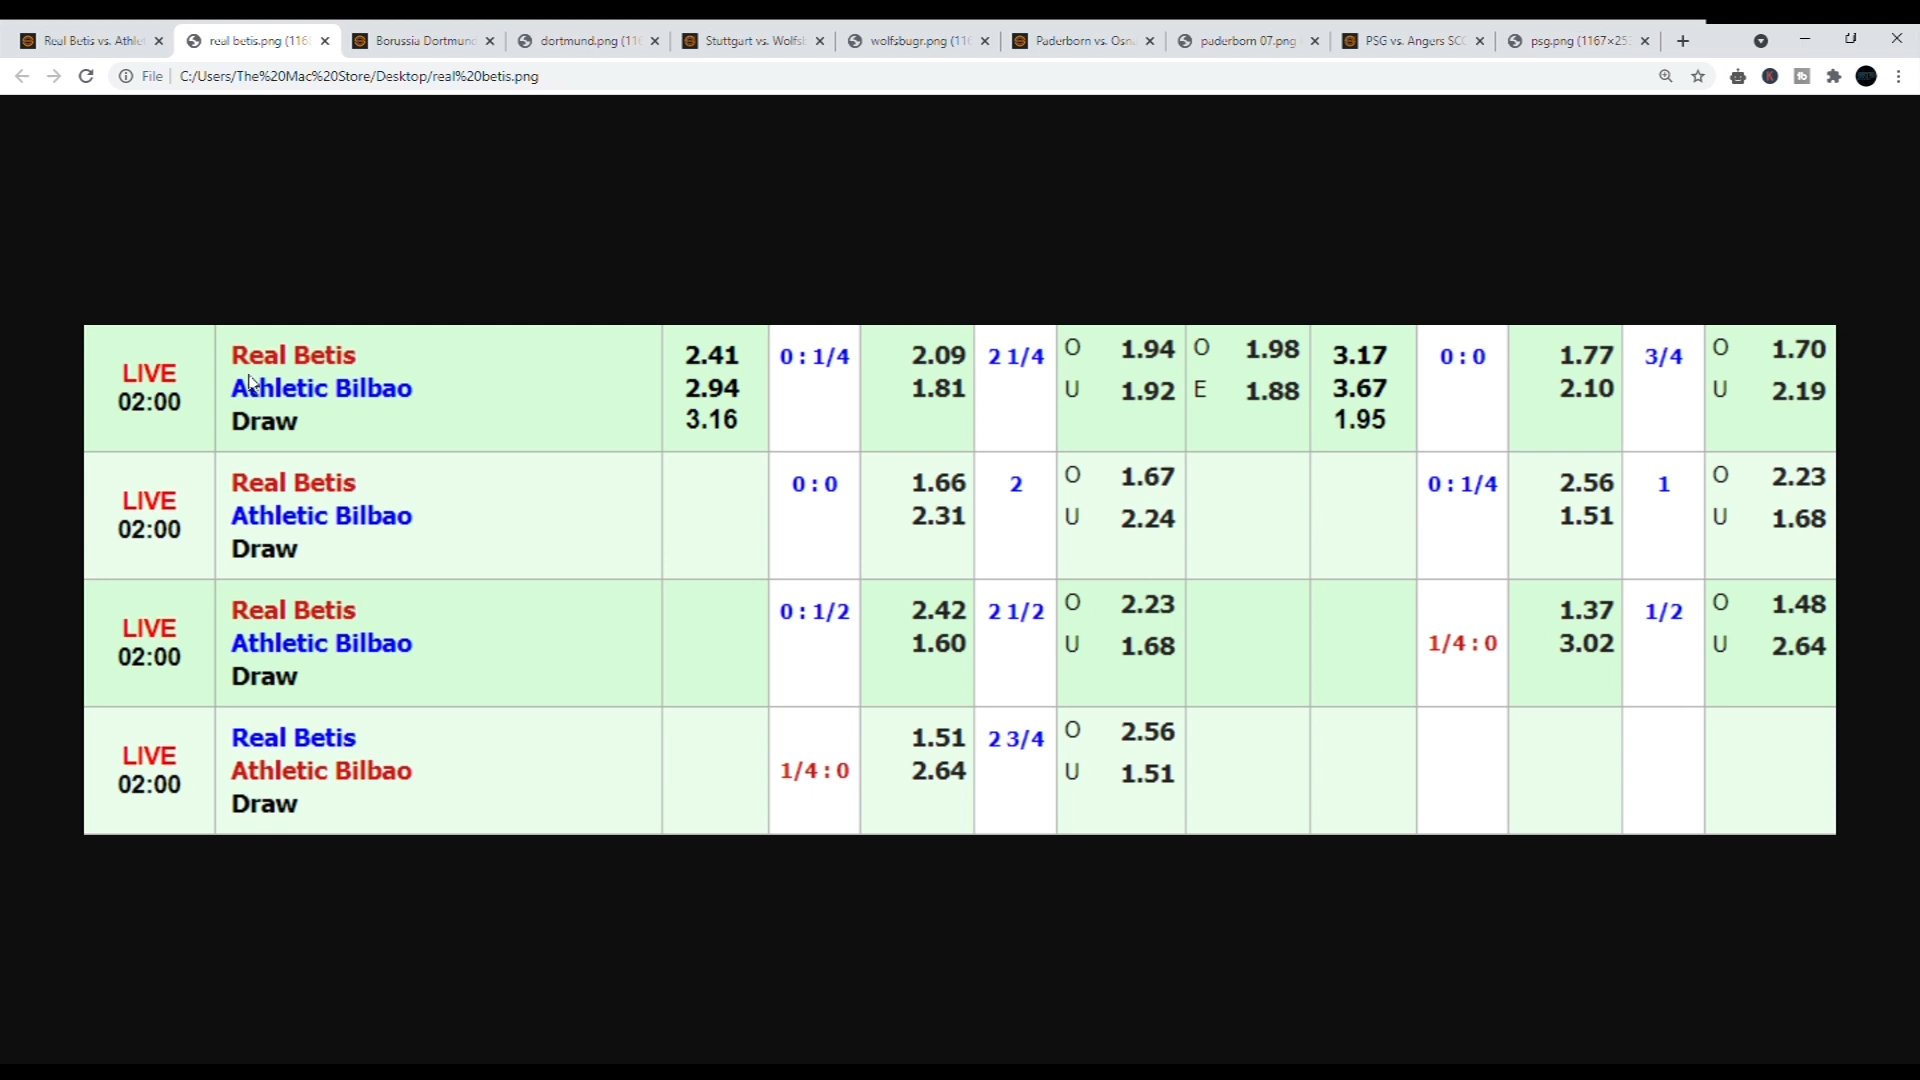 Real Betis vs. Athle
real betis.png (116
Borussia Dortmund
dortmund.png (11
Stuttgart vs. Wolfs
wolfsbugr.png (11
Paderborn vs. Osn
paderborn 07.png
PSG vs. Angers SCO
psg.png (1167×25
File C:/Users/The%20Mac%20Store/Desktop/real%20betis.png
LIVE 02:00
Real Betis 2.41 0 : 1/4 2.09 2 1/4 O 1.94 O 1.98 3.17 0 : 0 1.77 3/4 O 1.70
Athletic Bilbao 2.94 1.81 U 1.92 E 1.88 3.67 2.10 U 2.19
Draw 3.16 1.95
LIVE 02:00
Real Betis 0 : 0 1.66 2 O 1.67 0 : 1/4 2.56 1 O 2.23
Athletic Bilbao 2.31 U 2.24 1.51 U 1.68
Draw
LIVE 02:00
Real Betis 0 : 1/2 2.42 2 1/2 O 2.23 1.37 1/2 O 1.48
Athletic Bilbao 1.60 U 1.68 1/4 : 0 3.02 U 2.64
Draw
LIVE 02:00
Real Betis 1.51 2 3/4 O 2.56
Athletic Bilbao 1/4 : 0 2.64 U 1.51
Draw